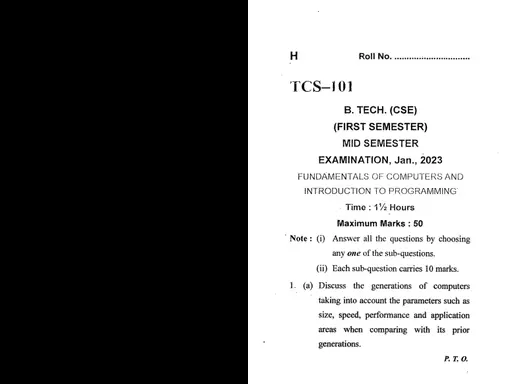 H Roll No. ..............................
TCS–101
B. TECH. (CSE)
(FIRST SEMESTER)
MID SEMESTER
EXAMINATION, Jan., 2023
FUNDAMENTALS OF COMPUTERS AND
INTRODUCTION TO PROGRAMMING
Time : 1½ Hours
Maximum Marks : 50
Note : (i) Answer all the questions by choosing
any one of the sub-questions.
(ii) Each sub-question carries 10 marks.
1. (a) Discuss the generations of computers
taking into account the parameters such as
size, speed, performance and application
areas when comparing with its prior
generations.
P. T. O.